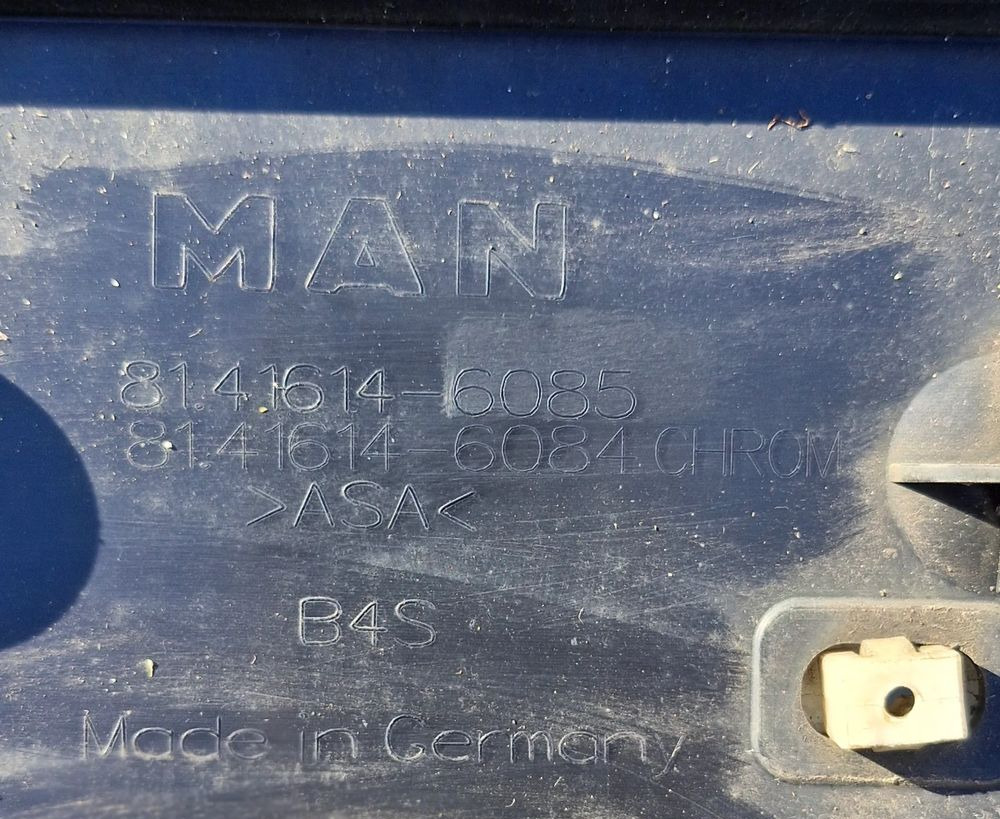 MAN
81.41614-6085
81.41614-6084 CHROM
>ASA<
B4S
Made in Germany